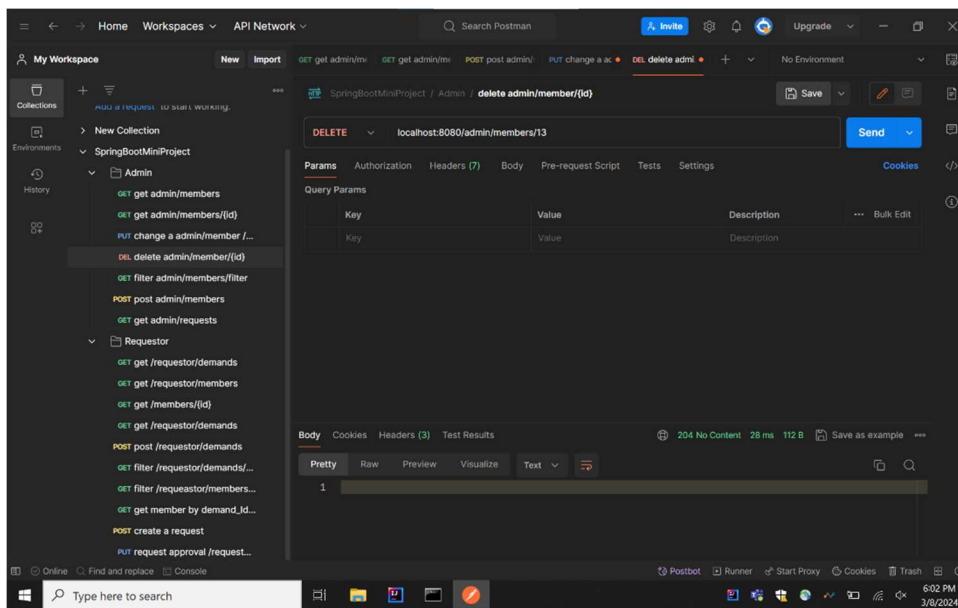 Home Workspaces API Network Search Postman Invite Upgrade
My Workspace New Import GET get admin/me GET get admin/me POST post admin/ PUT change a ac DEL delete admi. No Environment
Collections
Add a request to start working.
SpringBootMiniProject / Admin / delete admin/member/{id} Save
Environments
New Collection
DELETE localhost:8080/admin/members/13 Send
SpringBootMiniProject
Params Authorization Headers (7) Body Pre-request Script Tests Settings Cookies
History
Admin
Query Params
GET get admin/members
Key Value Description Bulk Edit
GET get admin/members/{id}
Key Value Description
PUT change a admin/member /...
DEL delete admin/member/{id}
GET filter admin/members/filter
POST post admin/members
GET get admin/requests
Requestor
GET get /requestor/demands
GET get /requestor/members
GET get /members/{id}
GET get /requestor/demands
Body Cookies Headers (3) Test Results 204 No Content 28 ms 112 B Save as example
POST post /requestor/demands
Pretty Raw Preview Visualize Text
GET filter /requestor/demands/...
1
GET filter /requeastor/members...
GET get member by demand_Id...
POST create a request
PUT request approval /request...
Online Find and replace Console Postbot Runner Start Proxy Cookies Trash
Type here to search
6:02 PM
3/8/2024